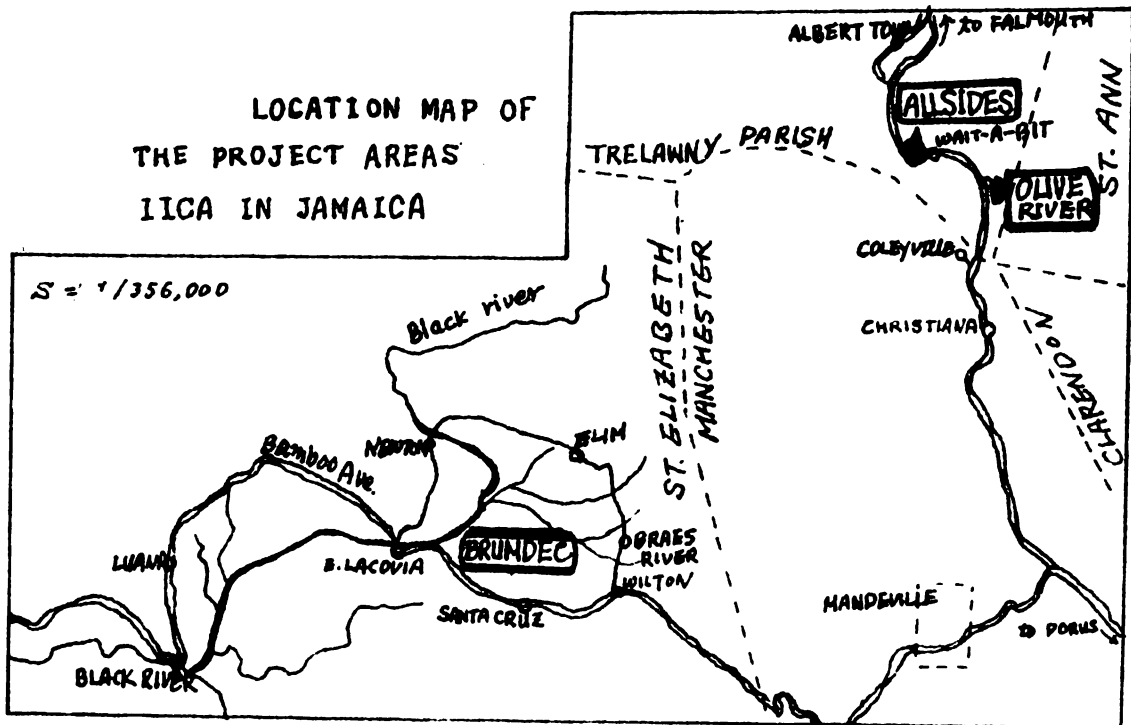 LOCATION MAP OF
THE PROJECT AREAS
IICA IN JAMAICA
S = 1/356,000
ALBERT TOWN
to FALMOUTH
ALLSIDES
WAIT-A-BIT
ST. ANN
TRELAWNY PARISH
OLIVE
RIVER
COLEYVILLE
CHRISTIANA
CLARENDON
ST. ELIZABETH
MANCHESTER
Black river
NEWTON
ELIM
Bamboo Ave.
BRUMDEC
BRAES
RIVER
WILTON
LUANA
E. LACOVIA
SANTA CRUZ
MANDEVILLE
to PORUS
BLACK RIVER